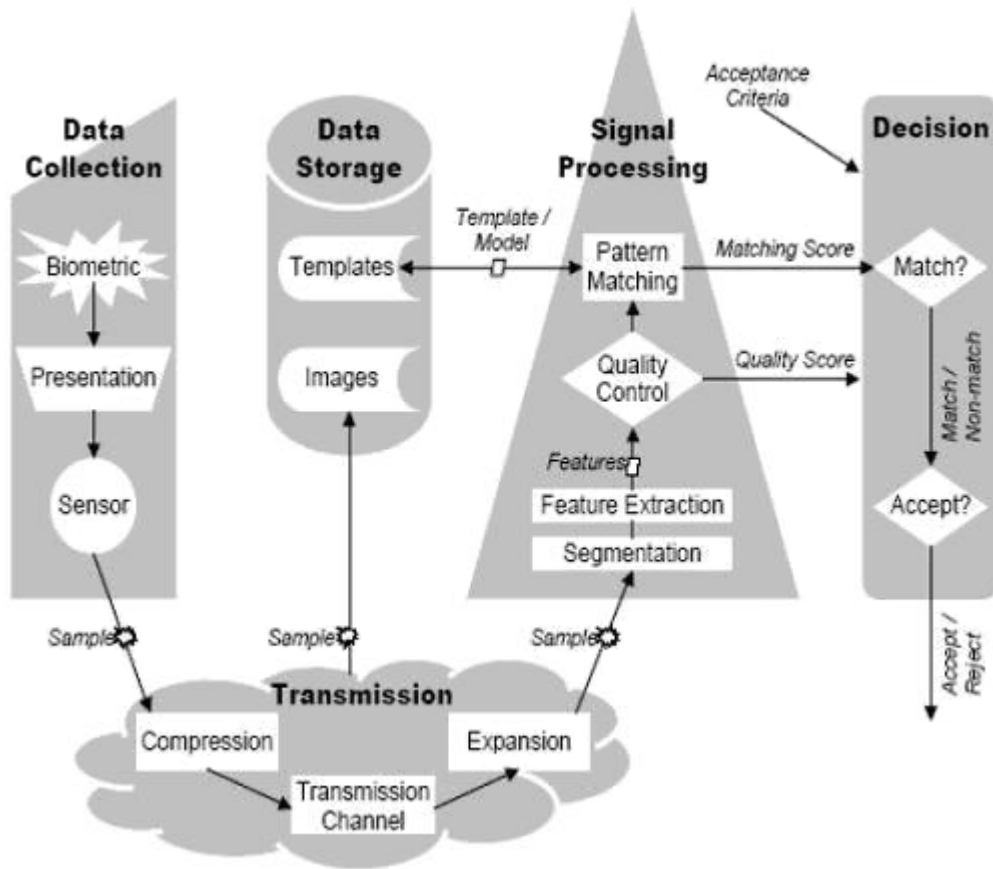 Data
Collection
Biometric
Presentation
Sensor
Sample
Data
Storage
Templates
Images
Sample
Template /
Model
Signal
Processing
Pattern
Matching
Quality
Control
Features
Feature Extraction
Segmentation
Sample
Acceptance
Criteria
Matching Score
Quality Score
Decision
Match?
Match /
Non-match
Accept?
Accept /
Reject
Transmission
Compression
Transmission
Channel
Expansion